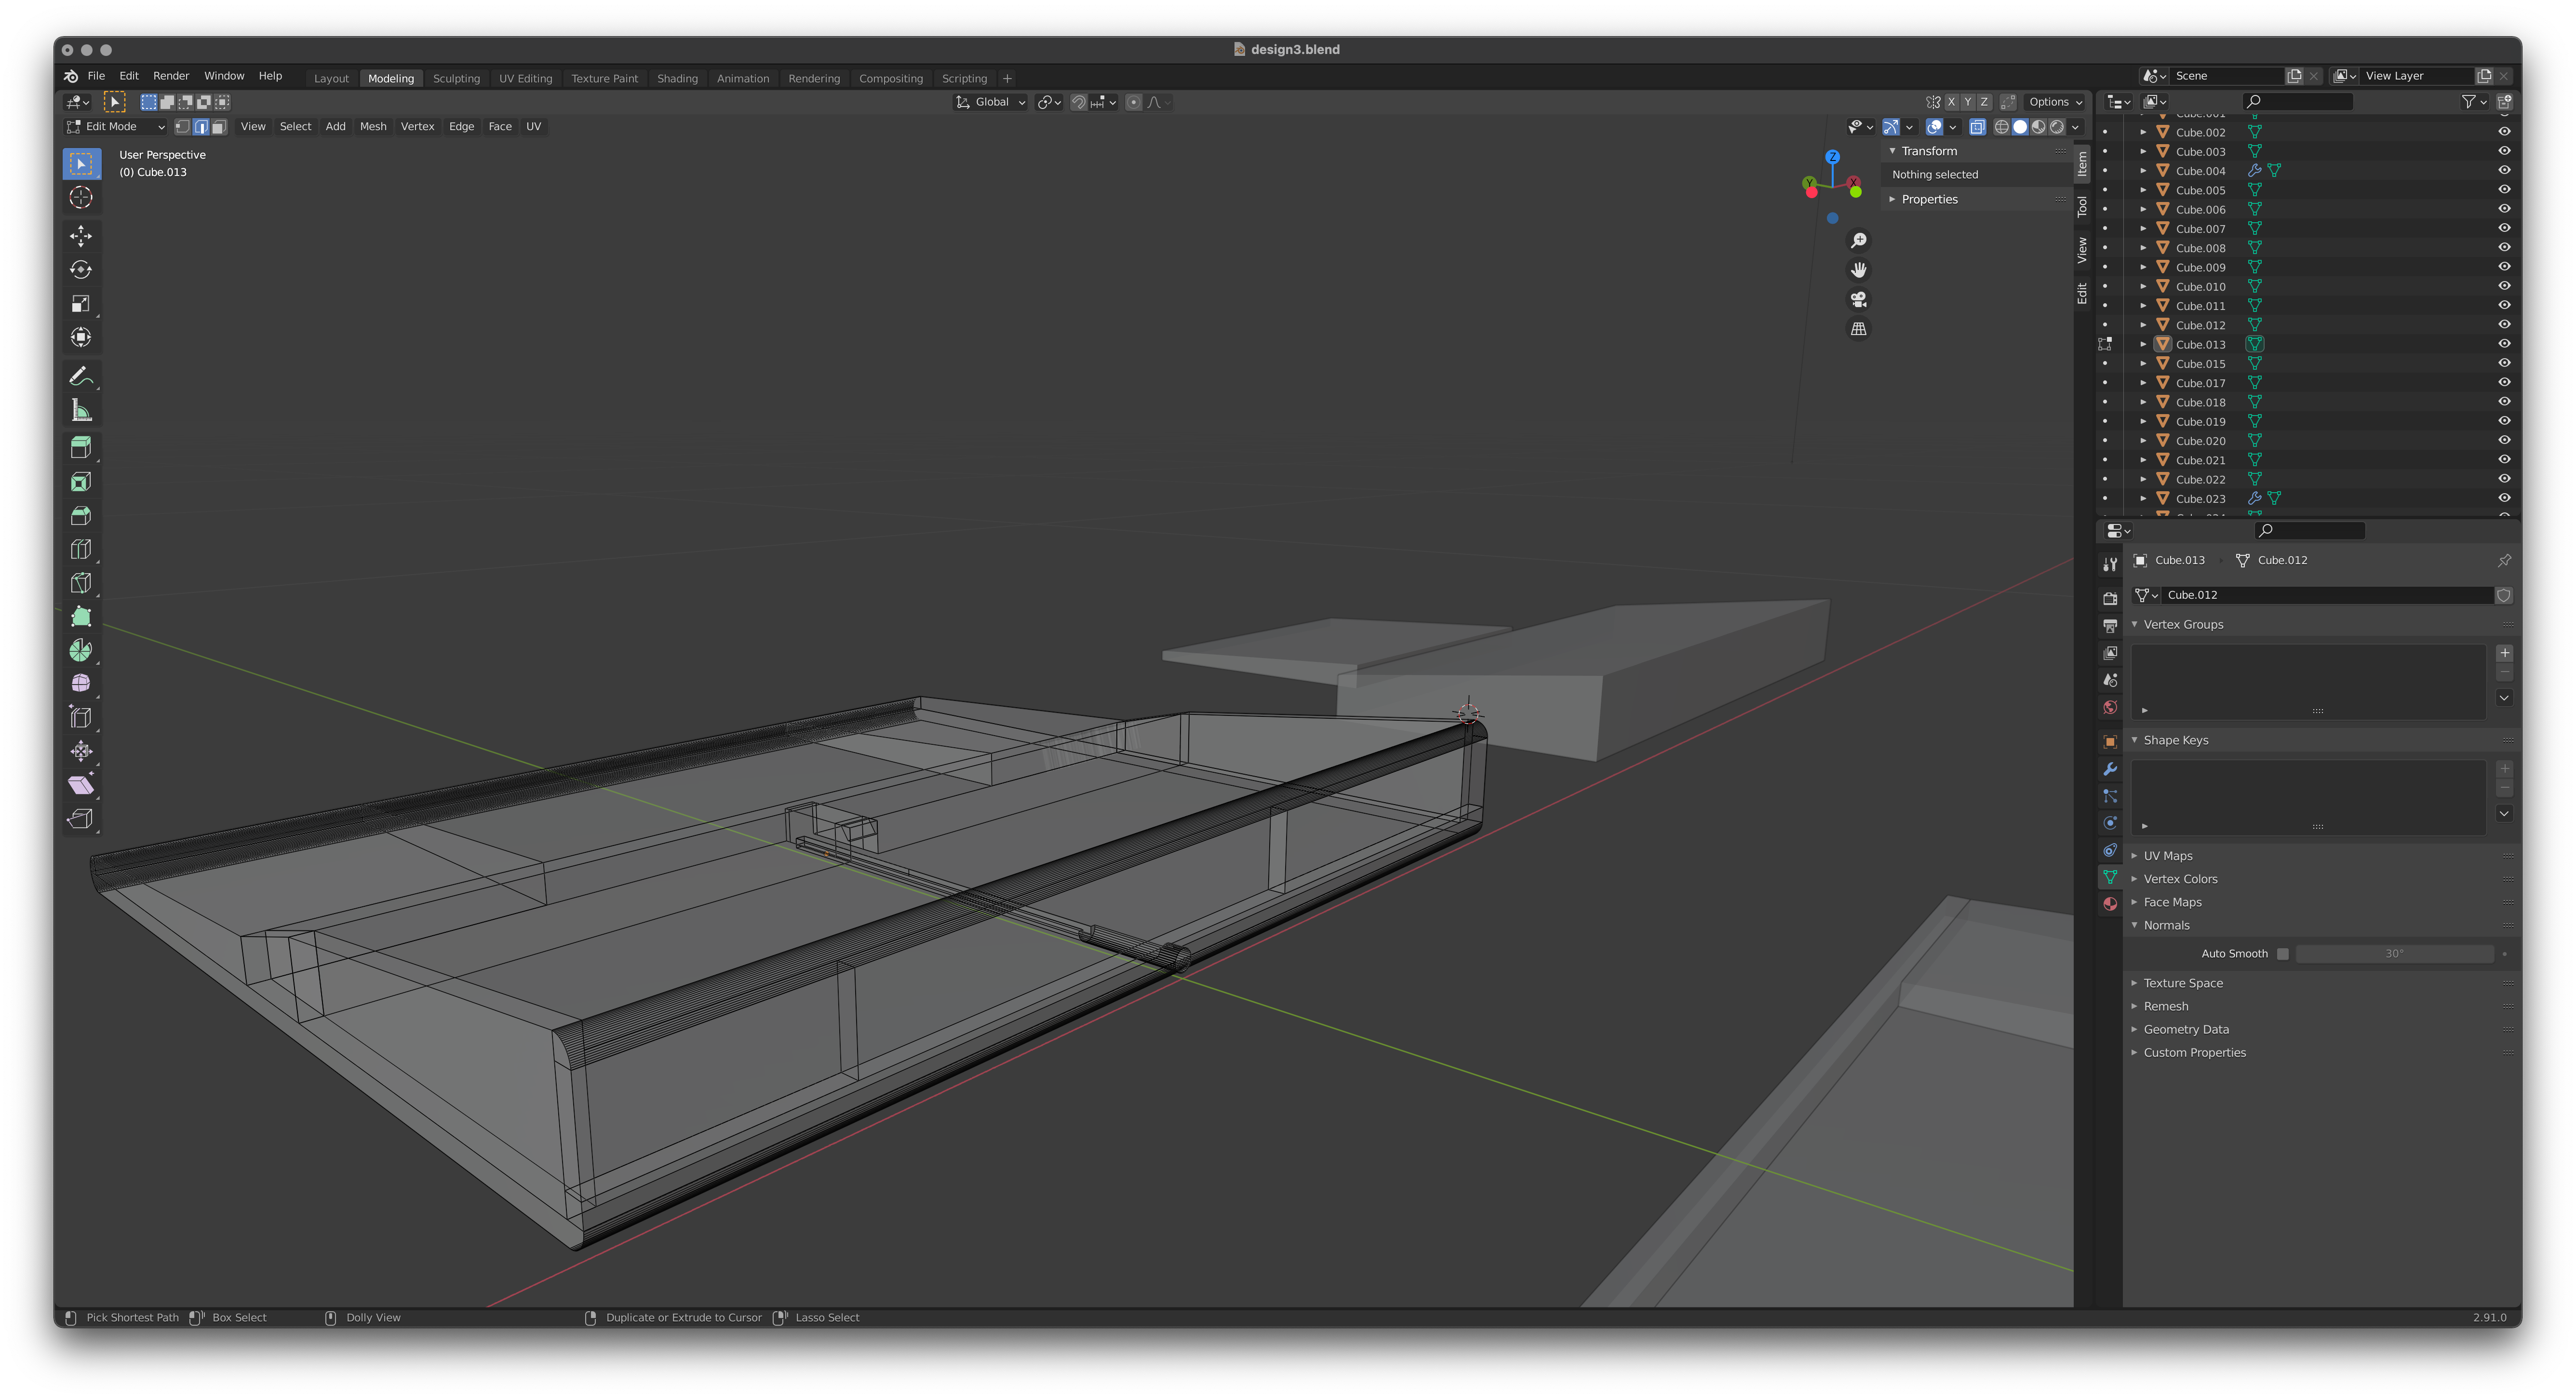 design3.blend
File Edit Render Window Help Layout Modeling Sculpting UV Editing Texture Paint Shading Animation Rendering Compositing Scripting + Scene View Layer
Global X Y Z Options
Edit Mode View Select Add Mesh Vertex Edge Face UV
User Perspective
(0) Cube.013
Z
Y X
Transform
Nothing selected
Properties
Item
Tool
View
Edit
Cube.001
Cube.002
Cube.003
Cube.004
Cube.005
Cube.006
Cube.007
Cube.008
Cube.009
Cube.010
Cube.011
Cube.012
Cube.013
Cube.015
Cube.017
Cube.018
Cube.019
Cube.020
Cube.021
Cube.022
Cube.023
Cube.013 Cube.012
Cube.012
Vertex Groups
Shape Keys
UV Maps
Vertex Colors
Face Maps
Normals
Auto Smooth 30°
Texture Space
Remesh
Geometry Data
Custom Properties
Pick Shortest Path Box Select Dolly View Duplicate or Extrude to Cursor Lasso Select 2.91.0